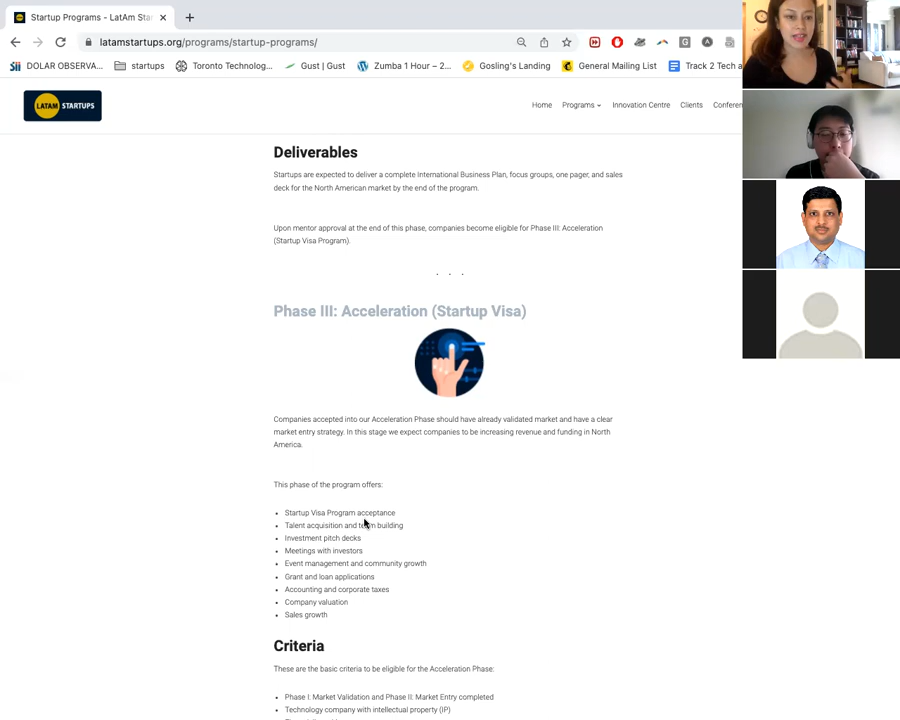 Startup Programs - LatAm Sta
latamstartups.org/programs/startup-programs/
DOLAR OBSERVA... startups Toronto Technolog... Gust | Gust Zumba 1 Hour – 2... Gosling's Landing General Mailing List Track 2 Tech a
LATAM STARTUPS
Home Programs Innovation Centre Clients Conferen
Deliverables
Startups are expected to deliver a complete International Business Plan, focus groups, one pager, and sales
deck for the North American market by the end of the program.
Upon mentor approval at the end of this phase, companies become eligible for Phase III: Acceleration
(Startup Visa Program).
. . .
Phase III: Acceleration (Startup Visa)
Companies accepted into our Acceleration Phase should have already validated market and have a clear
market entry strategy. In this stage we expect companies to be increasing revenue and funding in North
America.
This phase of the program offers:
• Startup Visa Program acceptance
• Talent acquisition and team building
• Investment pitch decks
• Meetings with investors
• Event management and community growth
• Grant and loan applications
• Accounting and corporate taxes
• Company valuation
• Sales growth
Criteria
These are the basic criteria to be eligible for the Acceleration Phase:
• Phase I: Market Validation and Phase II: Market Entry completed
• Technology company with intellectual property (IP)